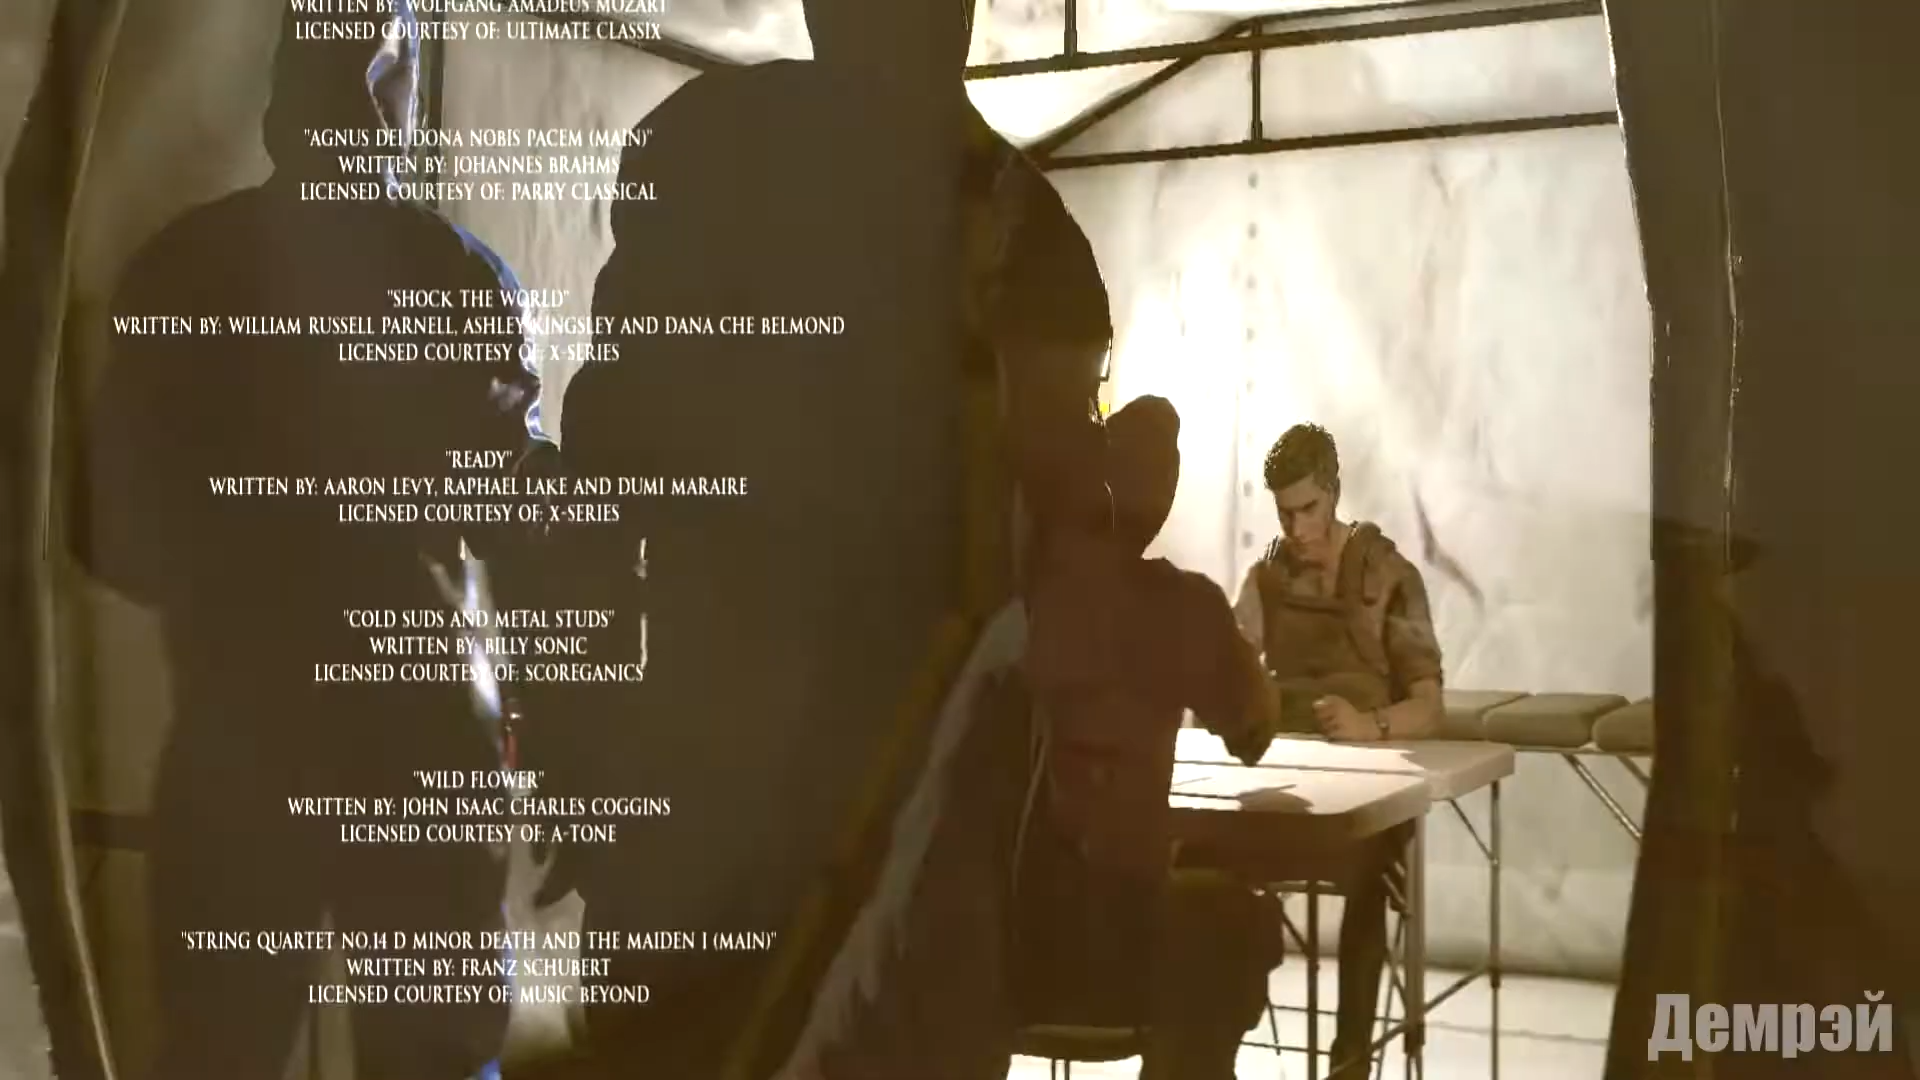 WRITTEN BY: WOLFGANG AMADEUS MOZART
LICENSED COURTESY OF: ULTIMATE CLASSIX
"AGNUS DEI, DONA NOBIS PACEM (MAIN)"
WRITTEN BY: JOHANNES BRAHMS
LICENSED COURTESY OF: PARRY CLASSICAL
"SHOCK THE WORLD"
WRITTEN BY: WILLIAM RUSSELL PARNELL, ASHLEY KINGSLEY AND DANA CHE BELMOND
LICENSED COURTESY OF: X-SERIES
"READY"
WRITTEN BY: AARON LEVY, RAPHAEL LAKE AND DUMI MARAIRE
LICENSED COURTESY OF: X-SERIES
"COLD SUDS AND METAL STUDS"
WRITTEN BY: BILLY SONIC
LICENSED COURTESY OF: SCOREGANICS
"WILD FLOWER"
WRITTEN BY: JOHN ISAAC CHARLES COGGINS
LICENSED COURTESY OF: A-TONE
"STRING QUARTET NO.14 D MINOR DEATH AND THE MAIDEN I (MAIN)"
WRITTEN BY: FRANZ SCHUBERT
LICENSED COURTESY OF: MUSIC BEYOND
Демрэй